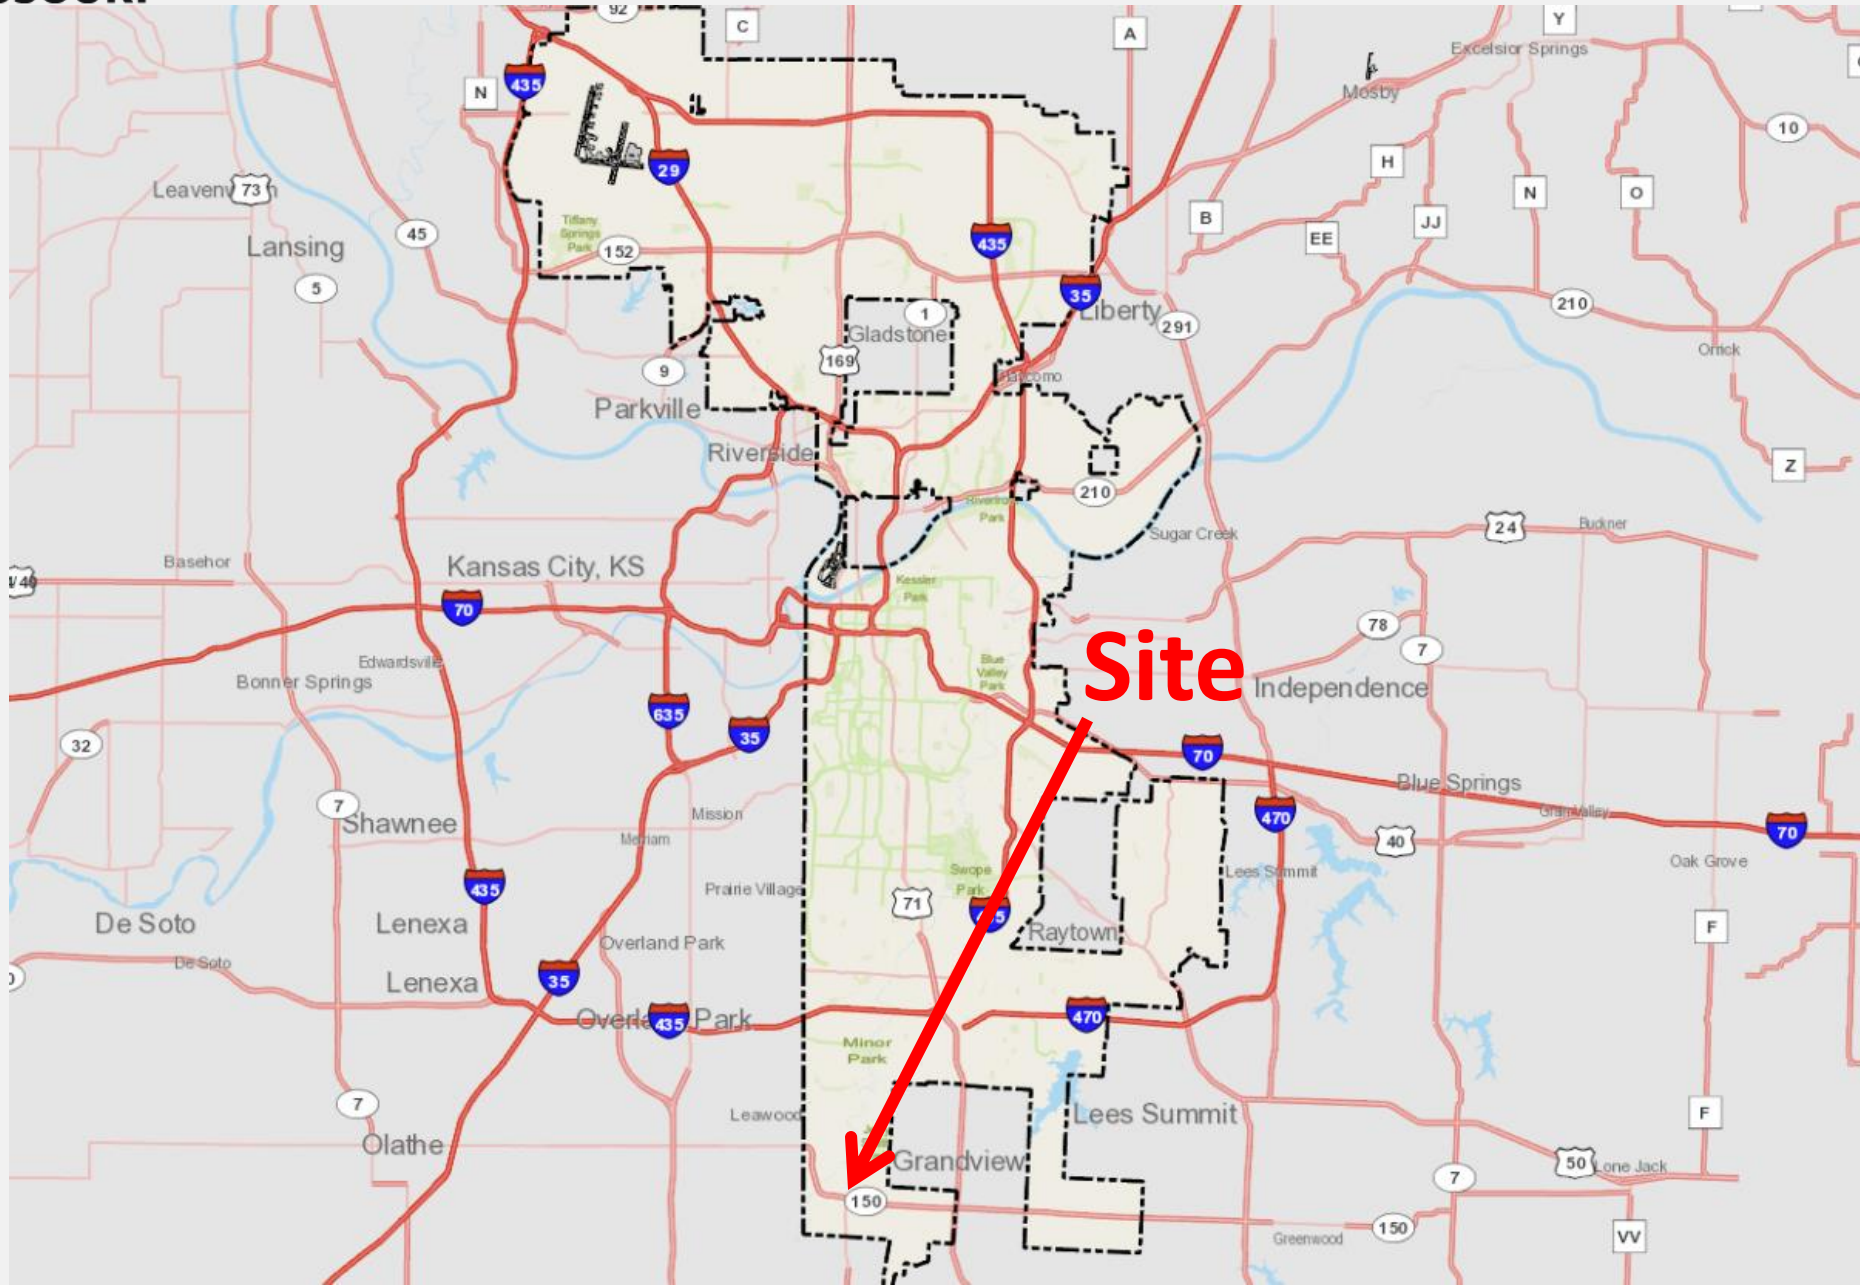 92
C
A
Y
Excelsior Springs
435
N
Mosby
10
29
H
Leaven
73
h
N
O
B
JJ
45
Tiffany
Springs
Park
152
435
EE
Lansing
5
35
Liberty
210
1
291
Gladstone
169
Orrick
9
Parkville
Riverside
Z
210
Park
24
Buckner
Sugar Creek
Basehor
Kansas City, KS
Kessler
Park
70
78
7
Site
Blue
Valley
Park
Edwardsville
Bonner Springs
Independence
635
35
32
70
Blue Springs
7
Shawnee
Mission
Merriam
470
Grain Valley
40
70
Oak Grove
Swope
Park
Lees Summit
435
Prairie Village
71
De Soto
Lenexa
Raytown
F
Overland Park
De Soto
Lenexa
35
Overla
435
Park
470
Minor
Park
7
Leawood
Lees Summit
F
Olathe
Grandview
50
Lone Jack
7
150
150
Greenwood
VV